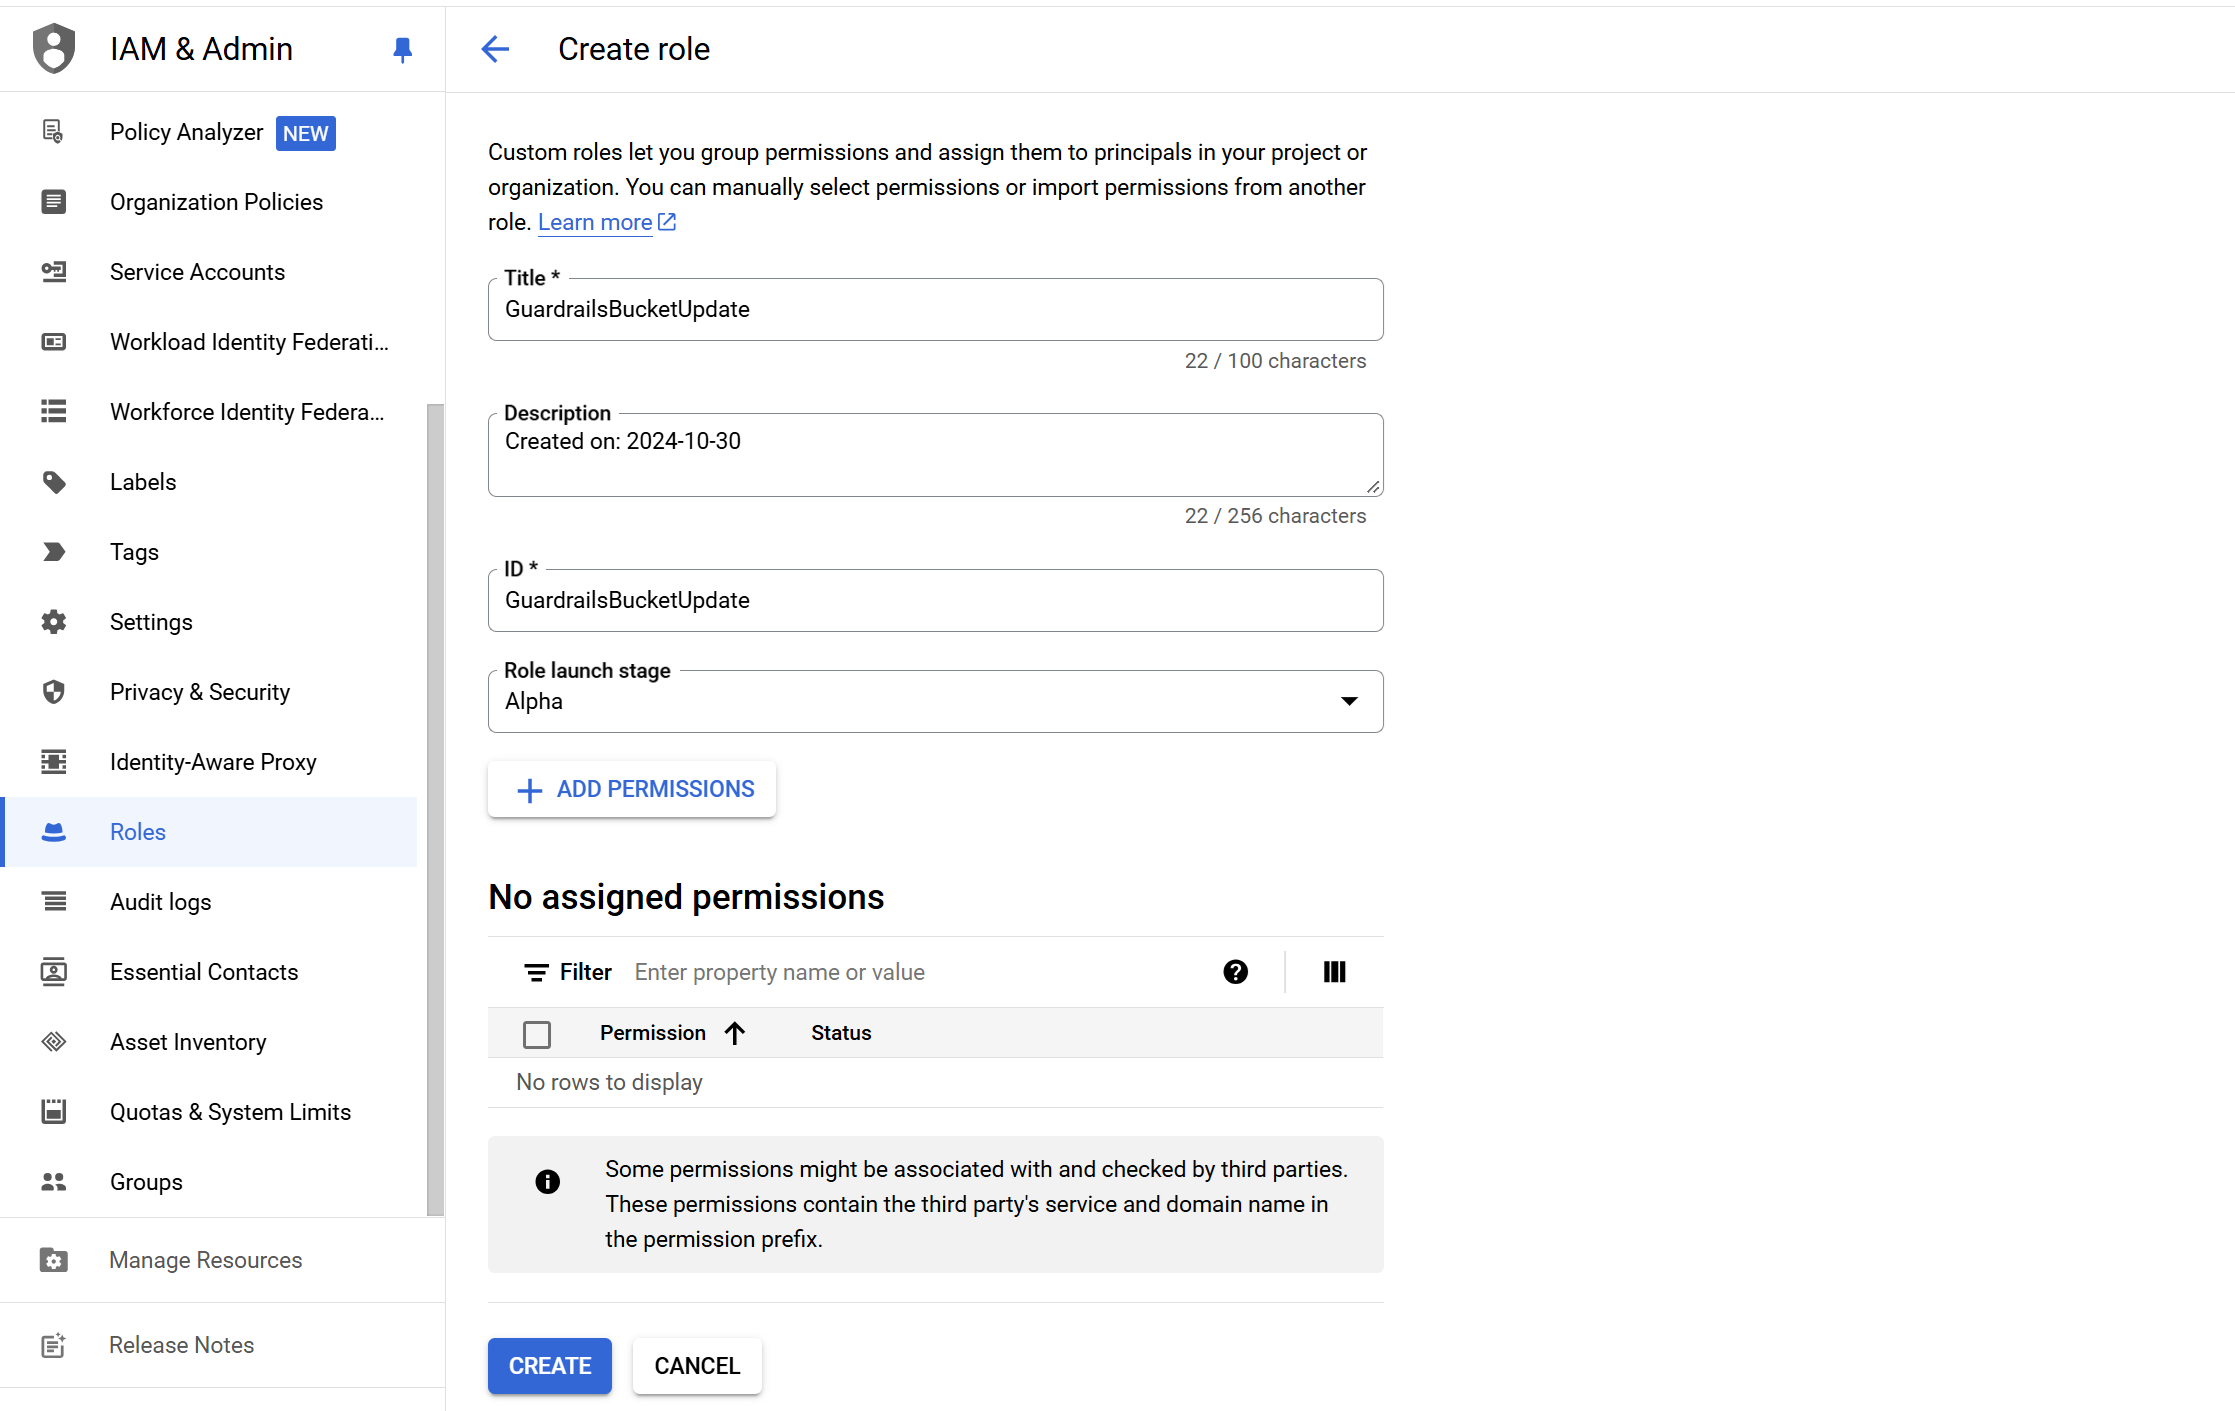 IAM & Admin
Policy Analyzer NEW
Organization Policies
Service Accounts
Workload Identity Federati...
Workforce Identity Federa...
Labels
Tags
Settings
Privacy & Security
Identity-Aware Proxy
Roles
Audit logs
Essential Contacts
Asset Inventory
Quotas & System Limits
Groups
Manage Resources
Release Notes
Create role
Custom roles let you group permissions and assign them to principals in your project or
organization. You can manually select permissions or import permissions from another
role. Learn more
Title *
GuardrailsBucketUpdate
22 / 100 characters
Description
Created on: 2024-10-30
22 / 256 characters
ID *
GuardrailsBucketUpdate
Role launch stage
Alpha
ADD PERMISSIONS
No assigned permissions
Filter Enter property name or value
Permission Status
No rows to display
Some permissions might be associated with and checked by third parties.
These permissions contain the third party's service and domain name in
the permission prefix.
CREATE CANCEL